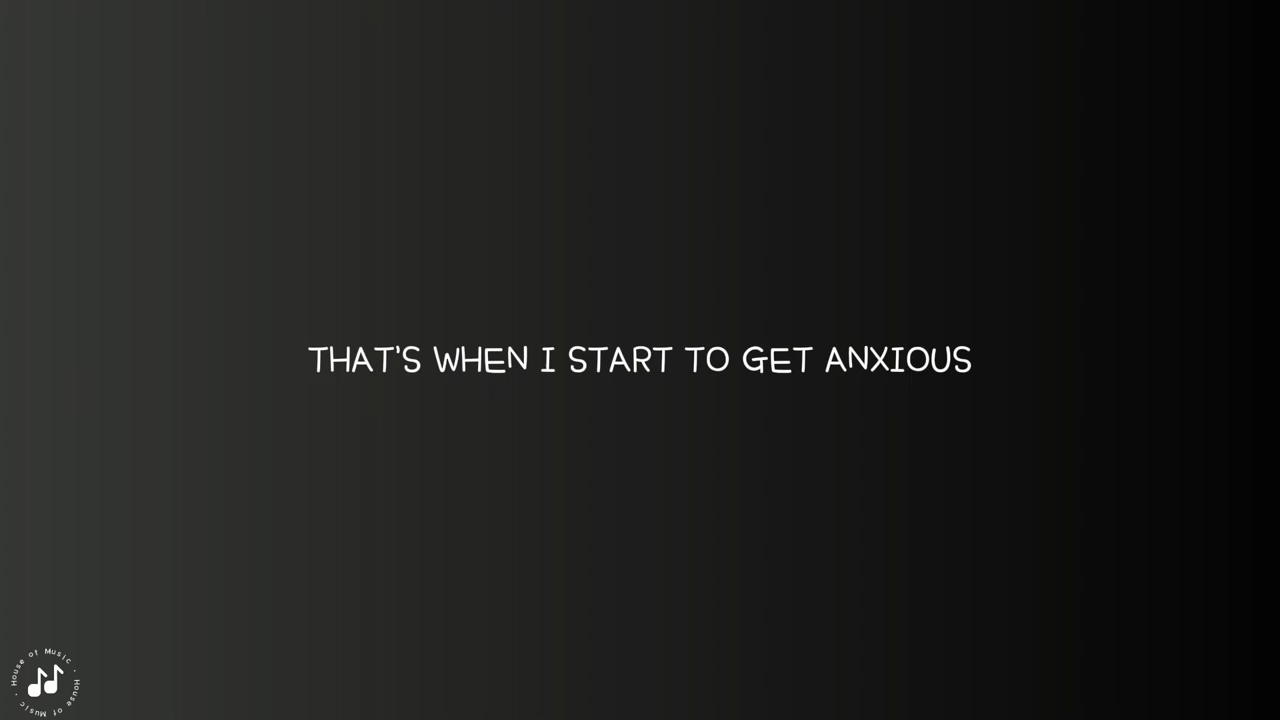 THAT'S WHEN I START TO GET ANXIOUS
House of Music · House of Music ·